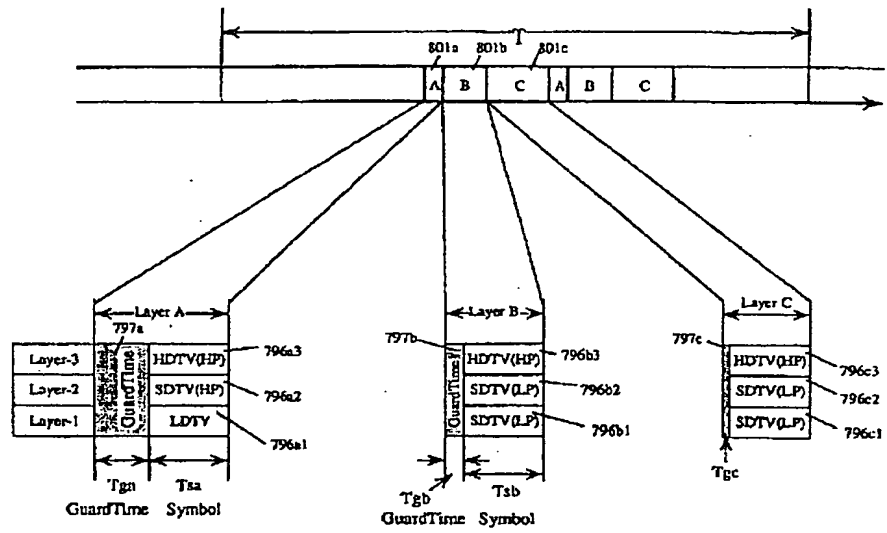 T
801a 801b 801c
A B C A B C
Layer A Layer B Layer C
797a 797b 797c
Layer-3 GuardTime HDTV(HP) 796a3 GuardTime HDTV(HP) 796b3 HDTV(HP) 796c3
Layer-2 SDTV(HP) 796a2 SDTV(LP) 796b2 SDTV(LP) 796c2
Layer-1 LDTV 796a1 SDTV(LP) 796b1 SDTV(LP) 796c1
Tga Tsa Tgb Tsb Tgc
GuardTime Symbol GuardTime Symbol